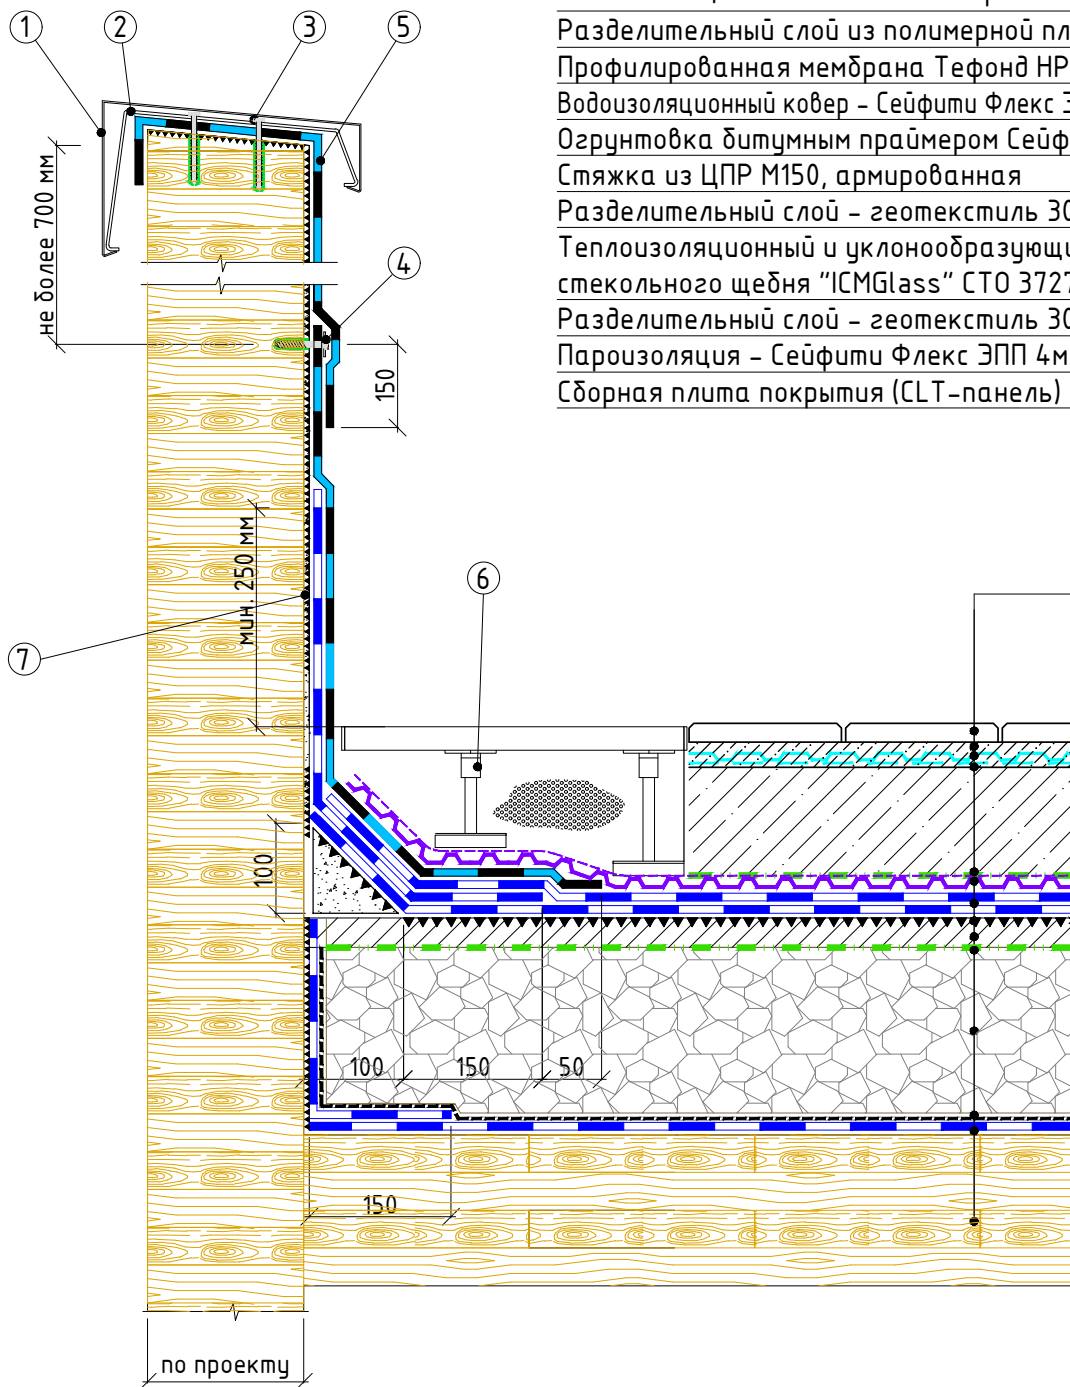 1
2
3
5
Разделительный слой из полимерной пл
Профилированная мембрана Тефонд HP
Водоизоляционный ковер – Сейфити Флекс Э
Огрунтовка битумным праймером Сейф
Стяжка из ЦПР М150, армированная
Разделительный слой – геотекстиль 30
Теплоизоляционный и уклонообразующи
стекольного щебня "ICMGlass" СТО 3727
Разделительный слой – геотекстиль 30
Пароизоляция – Сейфити Флекс ЭПП 4м
Сборная плита покрытия (CLT-панель)
не более 700 мм
4
150
мин. 250 мм
6
7
100
100
150
50
150
по проекту